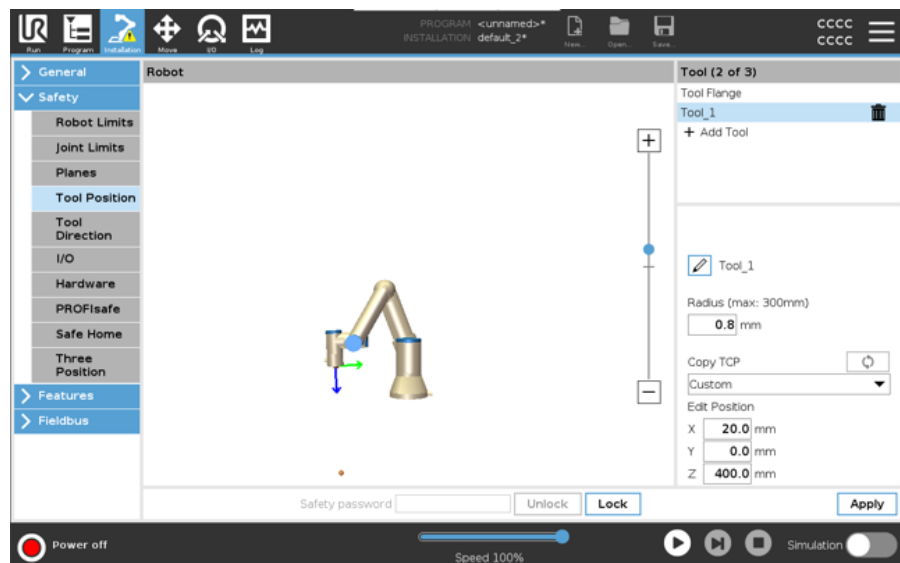 UR
PROGRAM <unnamed>*
INSTALLATION default_2*
Run Program Installation Move I/O Log
New... Open... Save...
CCCC
CCCC
General
Safety
Robot Limits
Joint Limits
Planes
Tool Position
Tool
Direction
I/O
Hardware
PROFIsafe
Safe Home
Three
Position
Features
Fieldbus
Robot
Tool (2 of 3)
Tool Flange
Tool_1
+ Add Tool
Tool_1
Radius (max: 300mm)
0.8 mm
Copy TCP
Custom
Edit Position
X 20.0 mm
Y 0.0 mm
Z 400.0 mm
Safety password Unlock Lock Apply
Power off
Speed 100%
Simulation